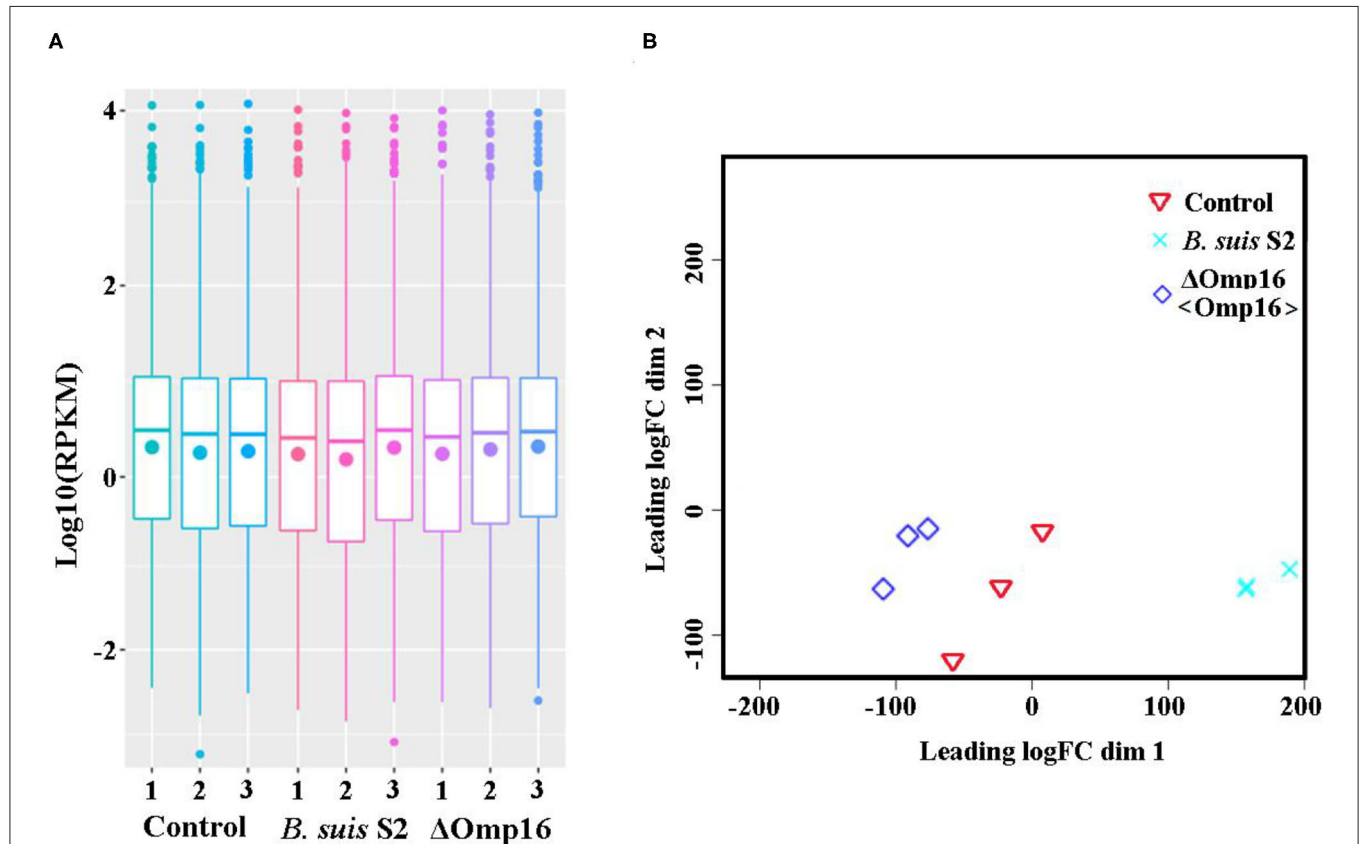 A
B
Log10(RPKM)
4
2
0
-2
1 2 3 1 2 3 1 2 3
Control B. suis S2 ΔOmp16
Leading logFC dim 2
200
100
0
-100
Control
B. suis S2
ΔOmp16
<Omp16>
-200 -100 0 100 200
Leading logFC dim 1